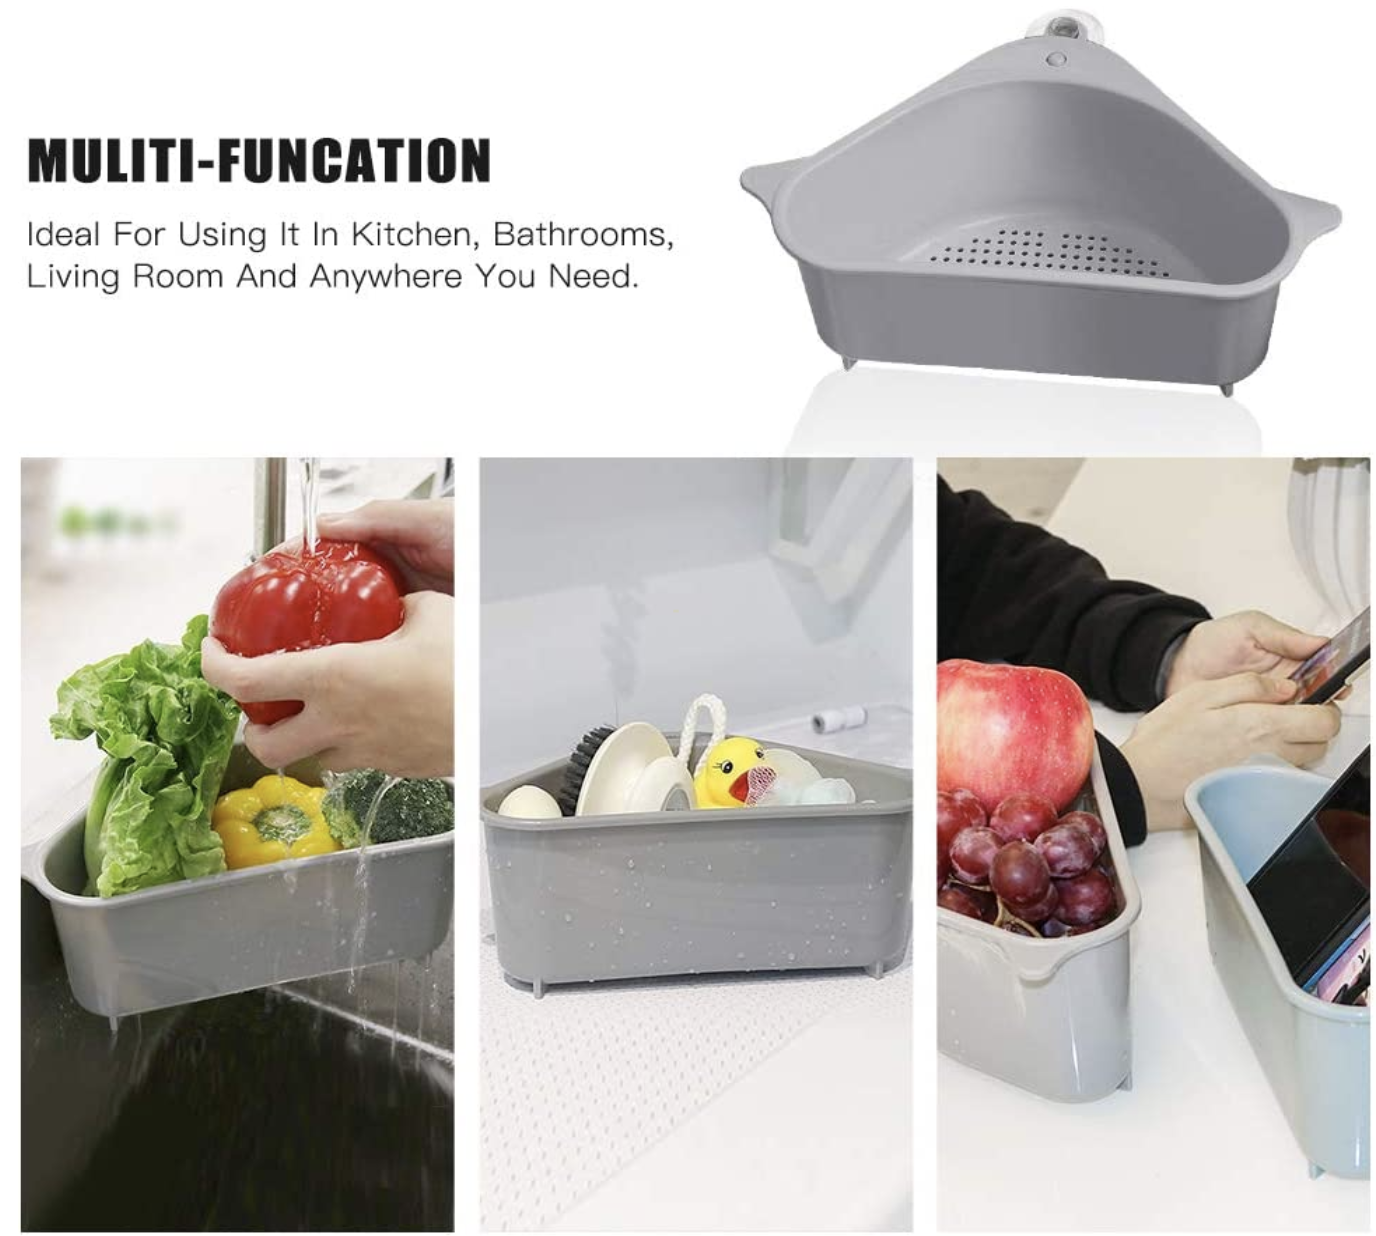 MULITI-FUNCATION
Ideal For Using It In Kitchen, Bathrooms,
Living Room And Anywhere You Need.